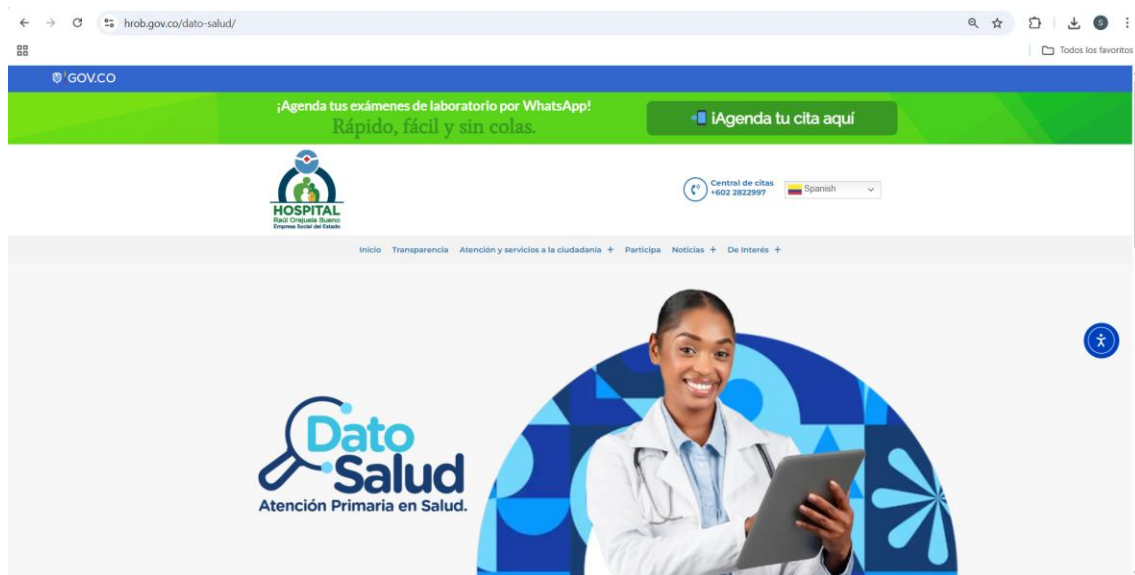 hrob.gov.co/dato-salud/
S
Todos los favoritos
GOV.CO
¡Agenda tus exámenes de laboratorio por WhatsApp!
Rápido, fácil y sin colas.
¡Agenda tu cita aquí
HOSPITAL
Raúl Orejuela Bueno
Empresa Social del Estado
Central de citas
+602 2822997
Spanish
Inicio Transparencia Atención y servicios a la ciudadanía + Participa Noticias + De Interés +
Dato
Salud
Atención Primaria en Salud.